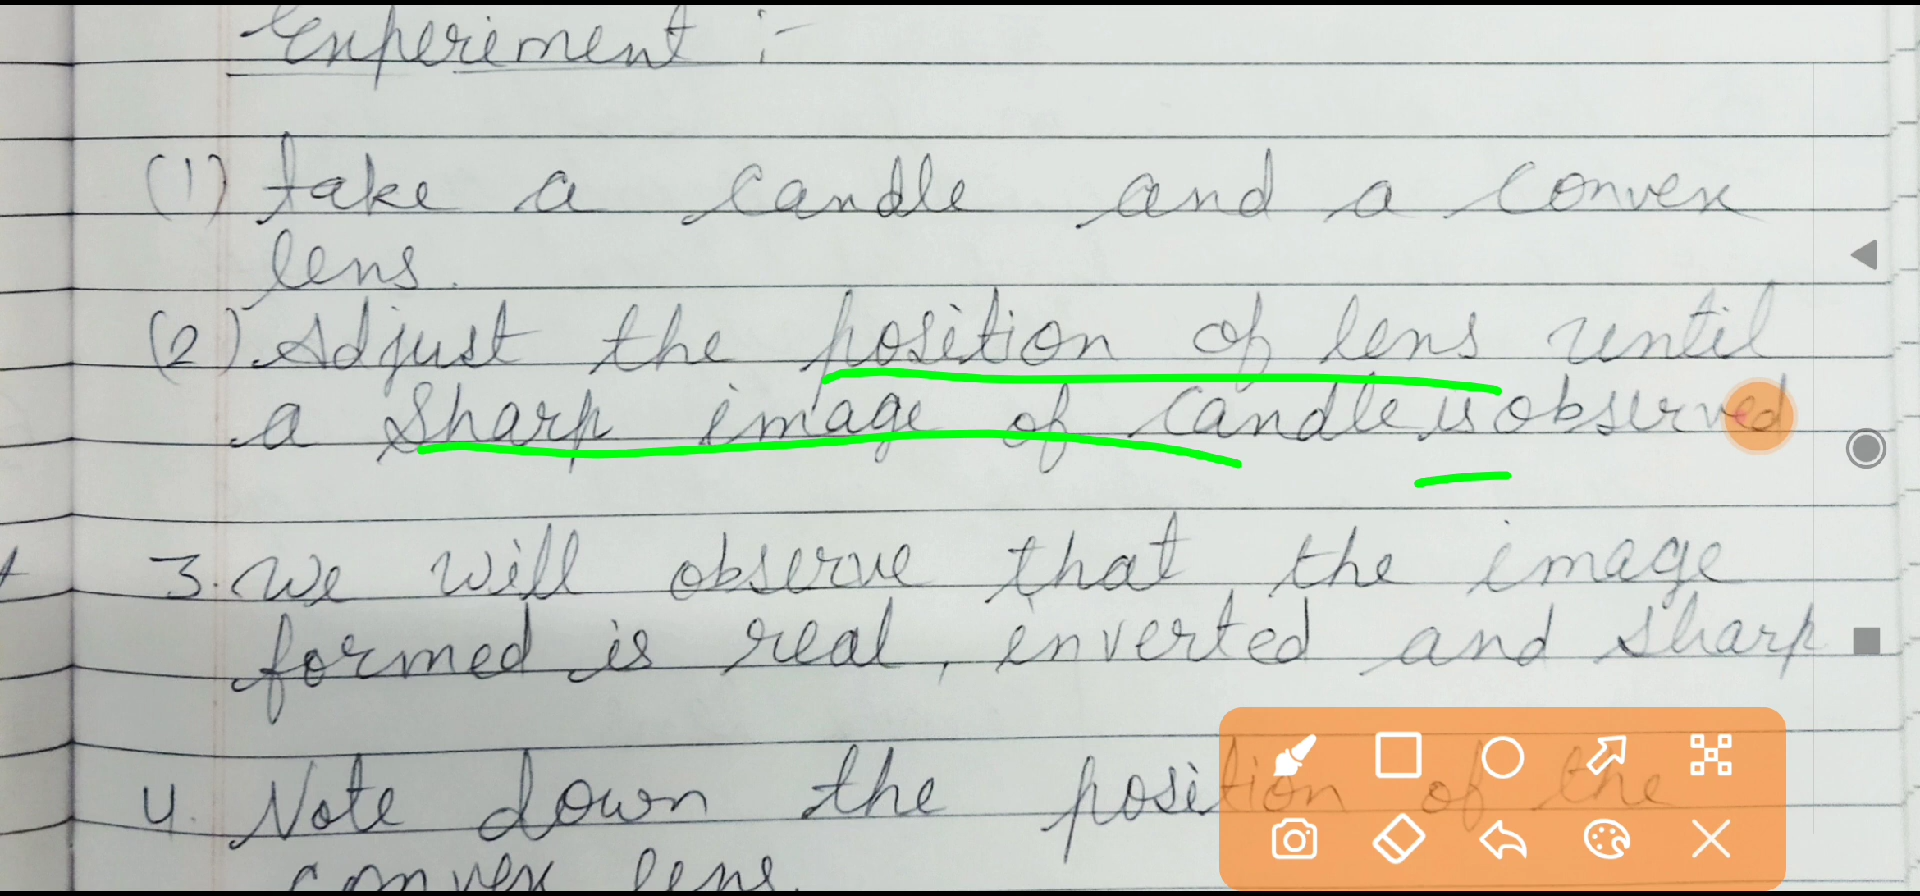 Experiment :-
(1) take a candle and a convex
lens.
(2) Adjust the position of lens until
a sharp image of candle is observed
3. We will observe that the image
formed is real, inverted and sharp
4. Note down the position of the
convex lens.